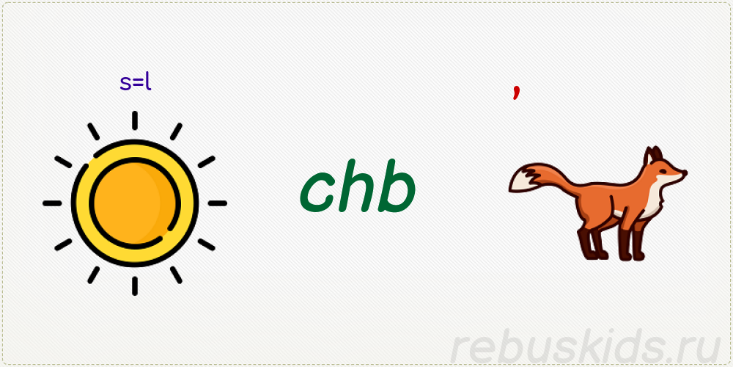 s=l
,
chb
rebuskids.ru